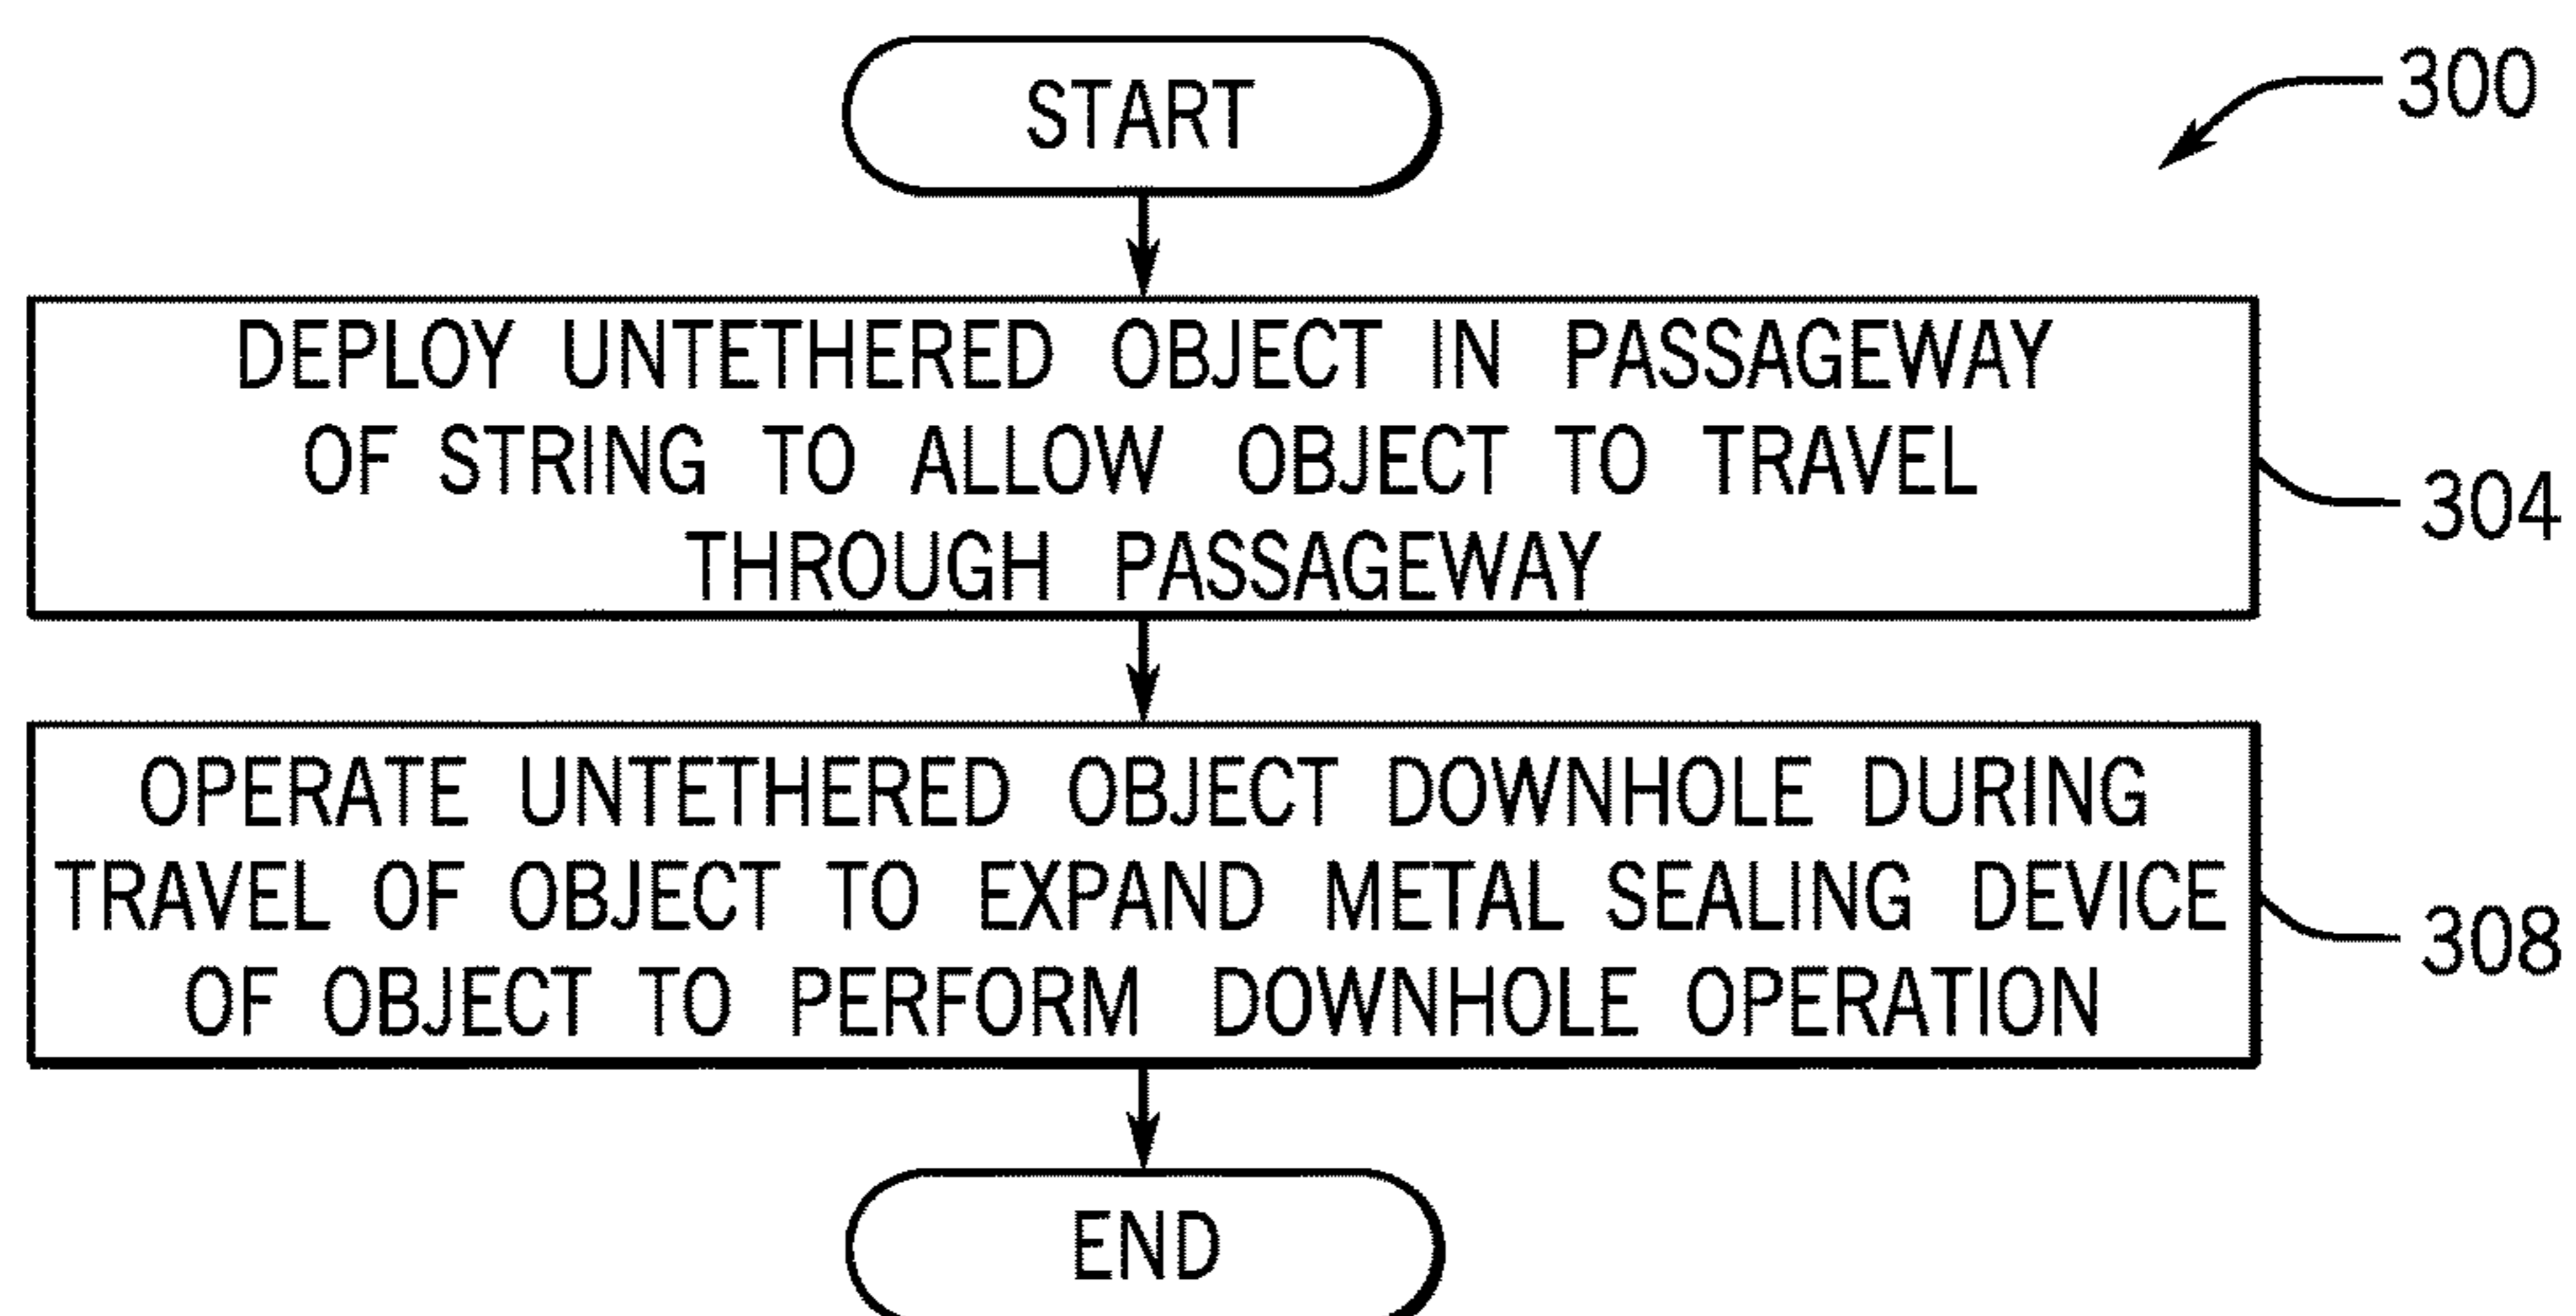 START
300
DEPLOY UNTETHERED OBJECT IN PASSAGEWAY
OF STRING TO ALLOW OBJECT TO TRAVEL
THROUGH PASSAGEWAY
304
OPERATE UNTETHERED OBJECT DOWNHOLE DURING
TRAVEL OF OBJECT TO EXPAND METAL SEALING DEVICE
OF OBJECT TO PERFORM DOWNHOLE OPERATION
308
END